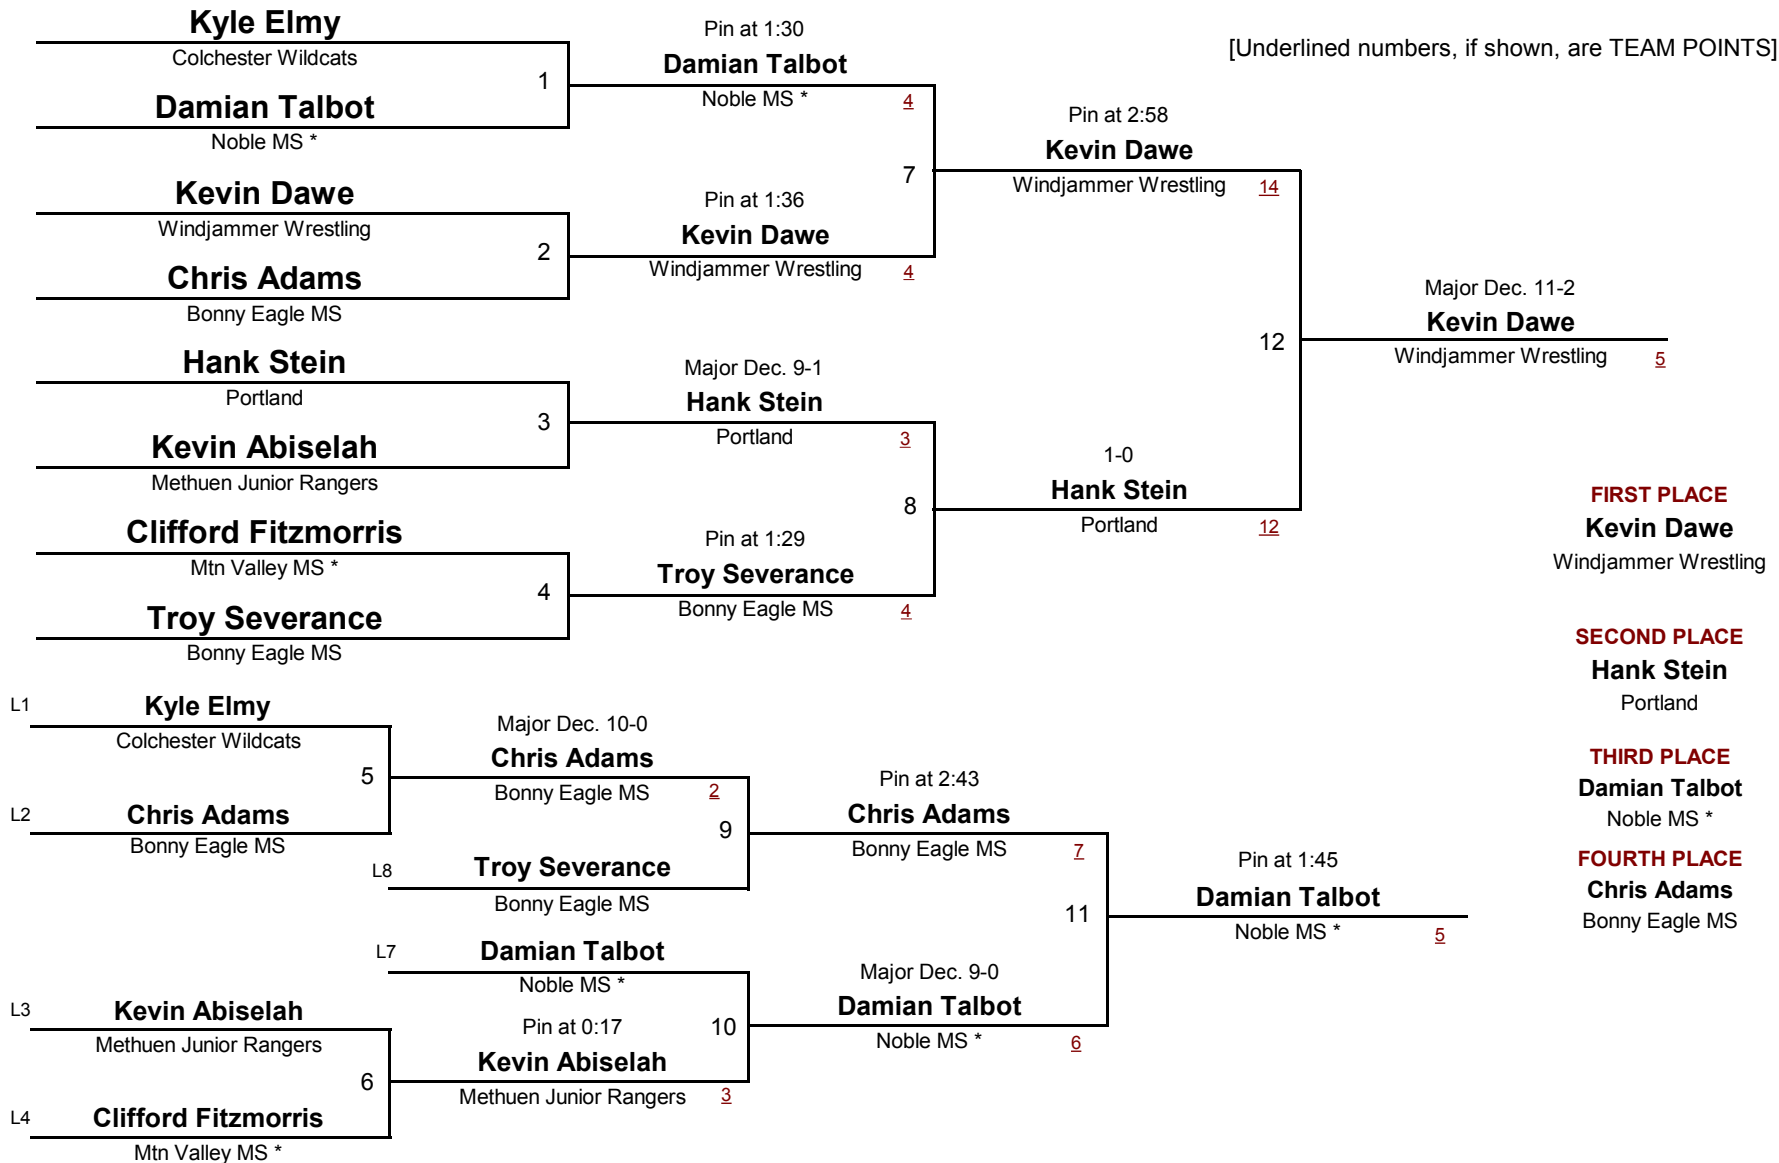 Kyle Elmy
Colchester Wildcats
1
Damian Talbot
Noble MS *
Pin at 1:30
Damian Talbot
Noble MS *
4
[Underlined numbers, if shown, are TEAM POINTS]
Kevin Dawe
Windjammer Wrestling
2
Chris Adams
Bonny Eagle MS
7
Pin at 1:36
Kevin Dawe
Windjammer Wrestling
4
Pin at 2:58
Kevin Dawe
Windjammer Wrestling
14
Hank Stein
Portland
3
Kevin Abiselah
Methuen Junior Rangers
Major Dec. 9-1
Hank Stein
Portland
3
12
Major Dec. 11-2
Kevin Dawe
Windjammer Wrestling
5
Clifford Fitzmorris
Mtn Valley MS *
4
Troy Severance
Bonny Eagle MS
8
Pin at 1:29
Troy Severance
Bonny Eagle MS
4
1-0
Hank Stein
Portland
12
FIRST PLACE
Kevin Dawe
Windjammer Wrestling
SECOND PLACE
Hank Stein
Portland
THIRD PLACE
Damian Talbot
Noble MS *
FOURTH PLACE
Chris Adams
Bonny Eagle MS
L1
Kyle Elmy
Colchester Wildcats
5
L2
Chris Adams
Bonny Eagle MS
Major Dec. 10-0
Chris Adams
Bonny Eagle MS
2
9
L8
Troy Severance
Bonny Eagle MS
Pin at 2:43
Chris Adams
Bonny Eagle MS
7
11
Pin at 1:45
Damian Talbot
Noble MS *
5
L7
Damian Talbot
Noble MS *
L3
Kevin Abiselah
Methuen Junior Rangers
6
L4
Clifford Fitzmorris
Mtn Valley MS *
Pin at 0:17
Kevin Abiselah
Methuen Junior Rangers
3
10
Major Dec. 9-0
Damian Talbot
Noble MS *
6